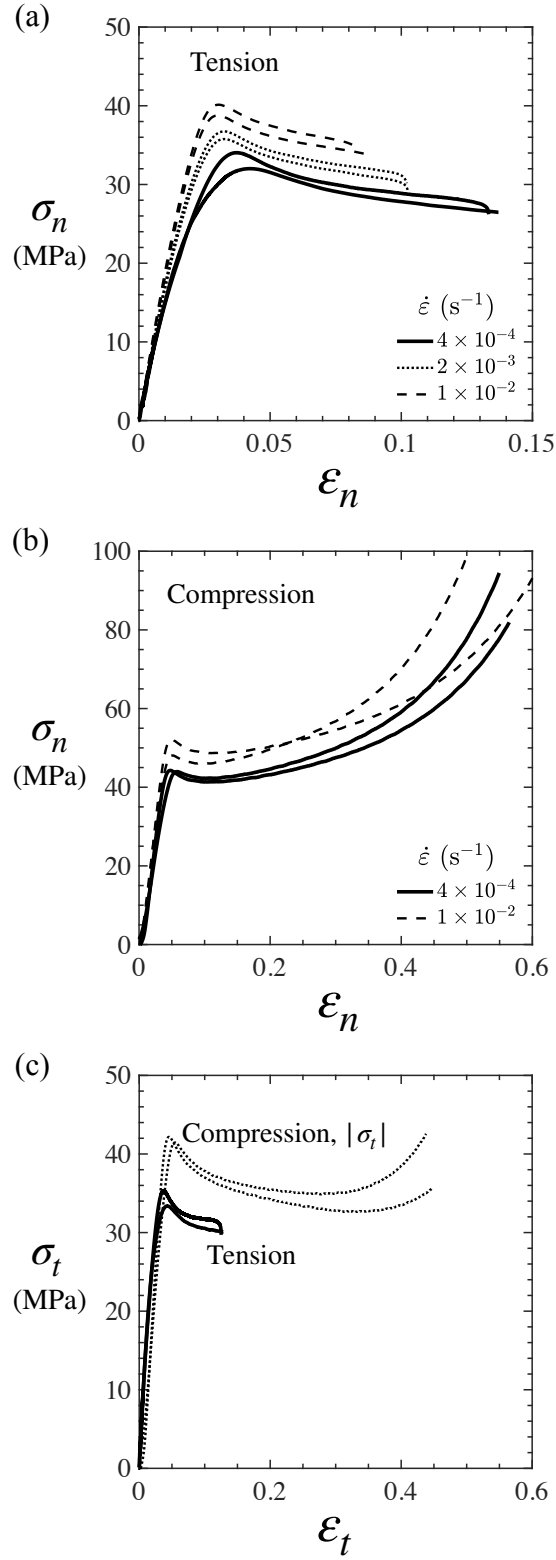 (a)
Tension
50
40
30
20
10
0
σₙ
(MPa)
ε̇ (s⁻¹)
4 × 10⁻⁴
2 × 10⁻³
1 × 10⁻²
0 0.05 0.1 0.15
εₙ
(b)
Compression
100
80
60
40
20
0
σₙ
(MPa)
ε̇ (s⁻¹)
4 × 10⁻⁴
1 × 10⁻²
0 0.2 0.4 0.6
εₙ
(c)
50
40
30
20
10
0
Compression, |σₜ|
Tension
σₜ
(MPa)
0 0.2 0.4 0.6
εₜ